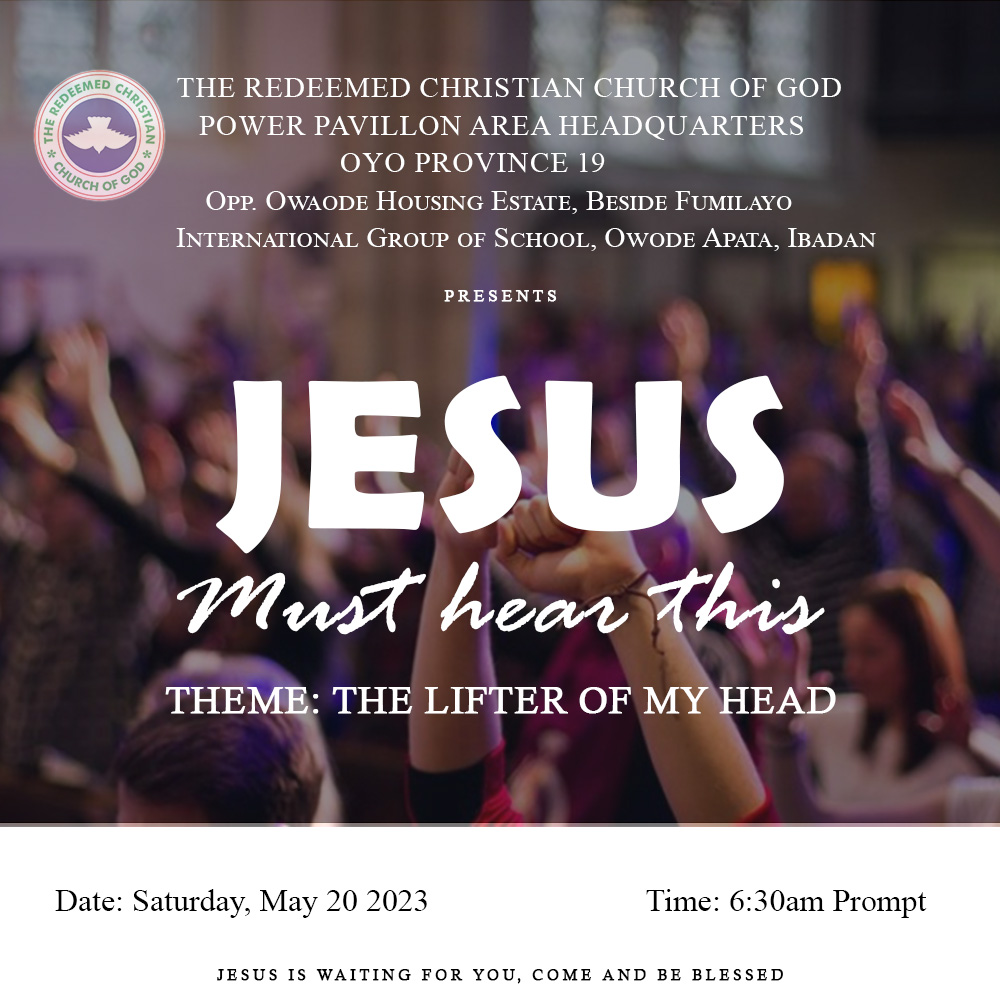 THE REDEEMED CHRISTIAN
CHURCH OF GOD
THE REDEEMED CHRISTIAN CHURCH OF GOD
POWER PAVILLON AREA HEADQUARTERS
OYO PROVINCE 19
Opp. Owaode Housing Estate, Beside Fumilayo
International Group of School, Owode Apata, Ibadan
PRESENTS
JESUS
Must hear this
THEME: THE LIFTER OF MY HEAD
Date: Saturday, May 20 2023
Time: 6:30am Prompt
JESUS IS WAITING FOR YOU, COME AND BE BLESSED